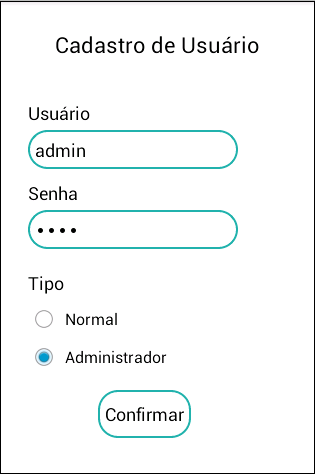 Cadastro de Usuário
Usuário
admin
Senha
••••
Tipo
Normal
Administrador
Confirmar